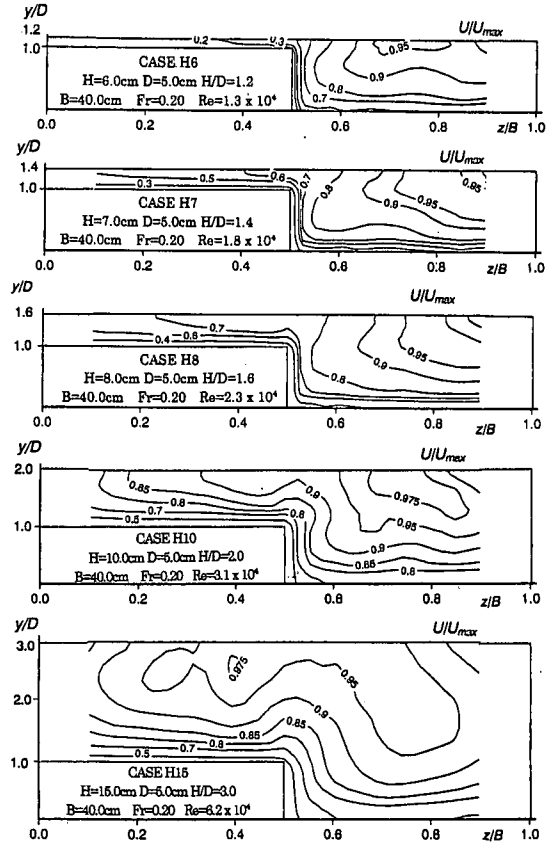 y/D
U/Umax
1.2
1.0
0.2
0.3
0.95
0.8
0.9
0.7
CASE H6
H=6.0cm D=5.0cm H/D=1.2
B=40.0cm Fr=0.20 Re=1.3 x 10⁴
0.0
0.0 0.2 0.4 0.6 0.8 1.0
z/B
y/D
U/Umax
1.4
1.0
0.3
0.5
0.6
0.7
0.8
0.9
0.95
0.95
CASE H7
H=7.0cm D=5.0cm H/D=1.4
B=40.0cm Fr=0.20 Re=1.8 x 10⁴
0.0
0.0 0.2 0.4 0.6 0.8 1.0
z/B
y/D
U/Umax
1.6
1.0
0.7
0.4
0.6
0.95
0.9
0.8
CASE H8
H=8.0cm D=5.0cm H/D=1.6
B=40.0cm Fr=0.20 Re=2.3 x 10⁴
0.0
0.0 0.2 0.4 0.6 0.8 1.0
z/B
y/D
U/Umax
2.0
1.0
0.85
0.8
0.7
0.5
0.9
0.8
0.975
0.95
0.9
0.85
0.8
CASE H10
H=10.0cm D=5.0cm H/D=2.0
B=40.0cm Fr=0.20 Re=3.1 x 10⁴
0.0
0.0 0.2 0.4 0.6 0.8 1.0
z/B
y/D
U/Umax
3.0
2.0
1.0
0.975
0.95
0.9
0.85
0.85
0.8
0.7
0.5
CASE H15
H=15.0cm D=5.0cm H/D=3.0
B=40.0cm Fr=0.20 Re=6.2 x 10⁴
0.0
0.0 0.2 0.4 0.6 0.8 1.0
z/B